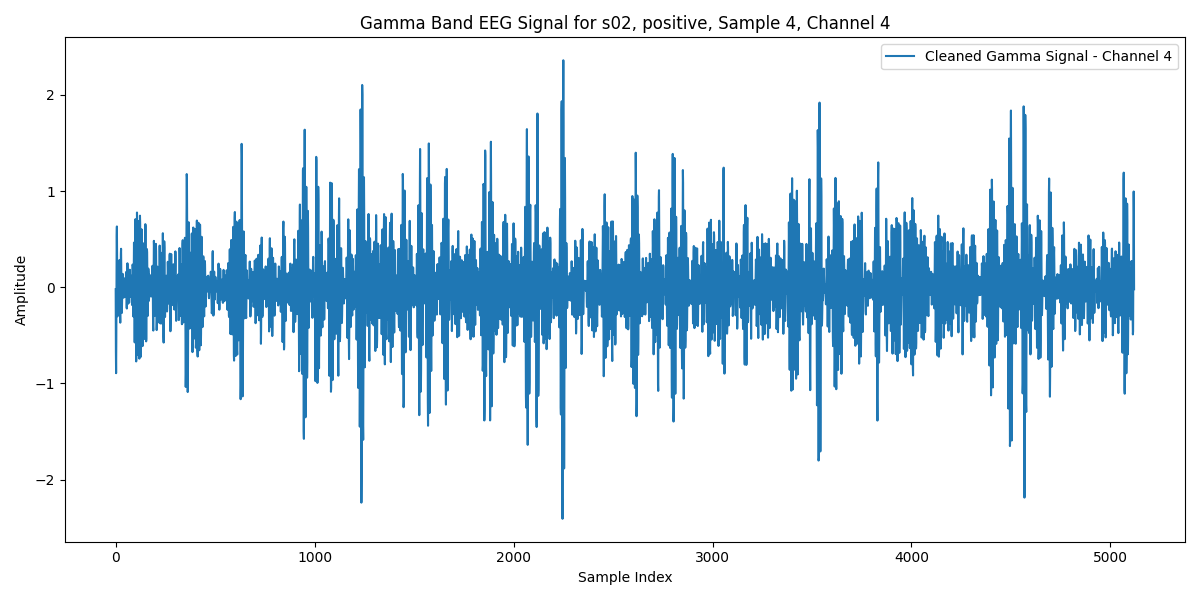 Gamma Band EEG Signal for s02, positive, Sample 4, Channel 4
Cleaned Gamma Signal - Channel 4
Amplitude
2
1
0
−1
−2
0 1000 2000 3000 4000 5000
Sample Index